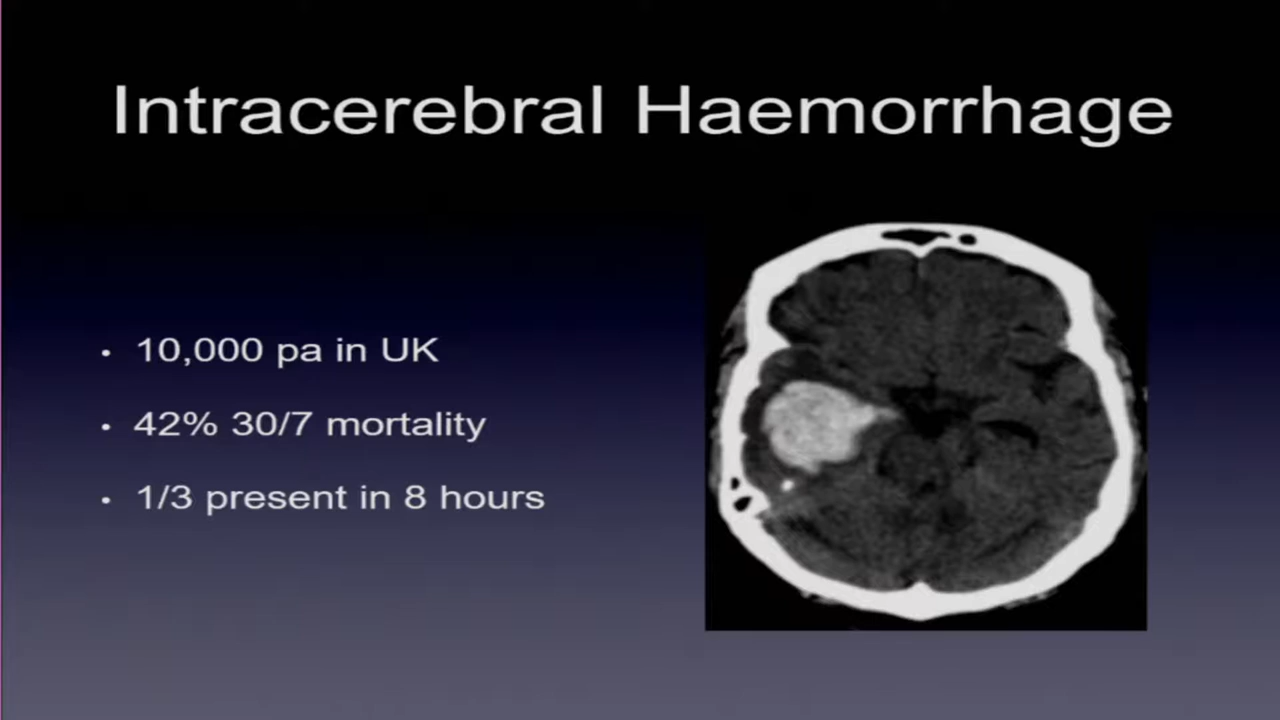 Intracerebral Haemorrhage
• 10,000 pa in UK
• 42% 30/7 mortality
• 1/3 present in 8 hours